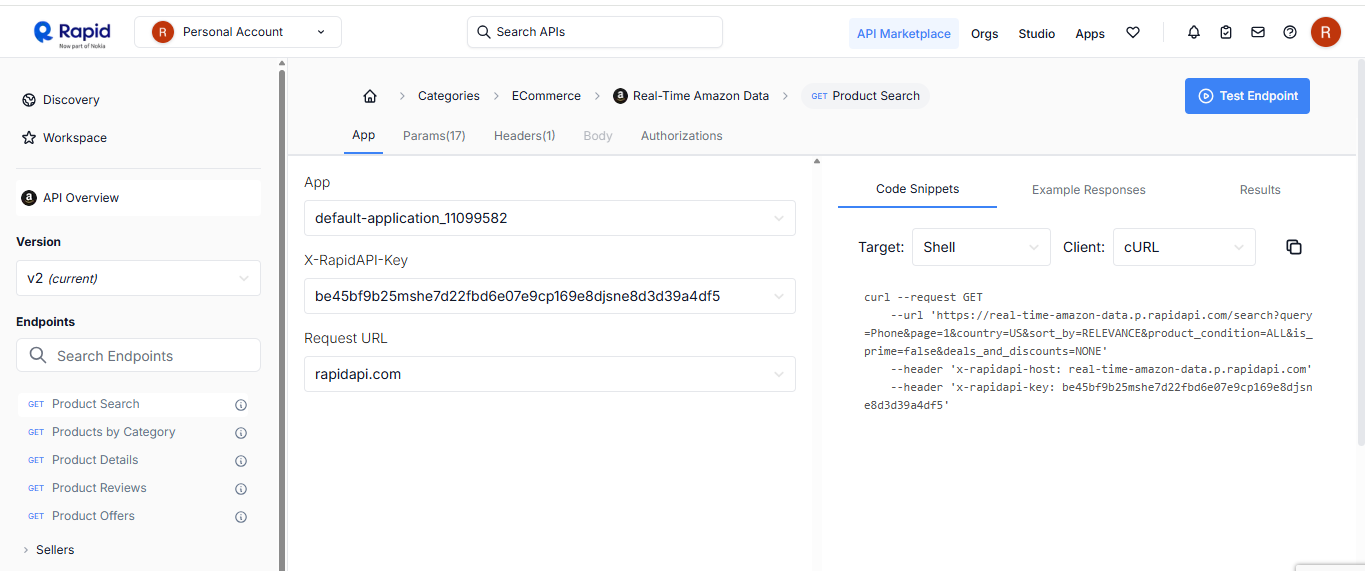 Rapid
Now part of Nokia
R
Personal Account
Search APIs
API Marketplace
Orgs
Studio
Apps
R
Discovery
Workspace
API Overview
Version
v2 (current)
Endpoints
Search Endpoints
GET Product Search
GET Products by Category
GET Product Details
GET Product Reviews
GET Product Offers
Sellers
Categories
ECommerce
Real-Time Amazon Data
GET Product Search
Test Endpoint
App
Params(17)
Headers(1)
Body
Authorizations
App
default-application_11099582
X-RapidAPI-Key
be45bf9b25mshe7d22fbd6e07e9cp169e8djsne8d3d39a4df5
Request URL
rapidapi.com
Code Snippets
Example Responses
Results
Target:
Shell
Client:
cURL
curl --request GET
--url 'https://real-time-amazon-data.p.rapidapi.com/search?query
=Phone&page=1&country=US&sort_by=RELEVANCE&product_condition=ALL&is_
prime=false&deals_and_discounts=NONE'
--header 'x-rapidapi-host: real-time-amazon-data.p.rapidapi.com'
--header 'x-rapidapi-key: be45bf9b25mshe7d22fbd6e07e9cp169e8djsn
e8d3d39a4df5'